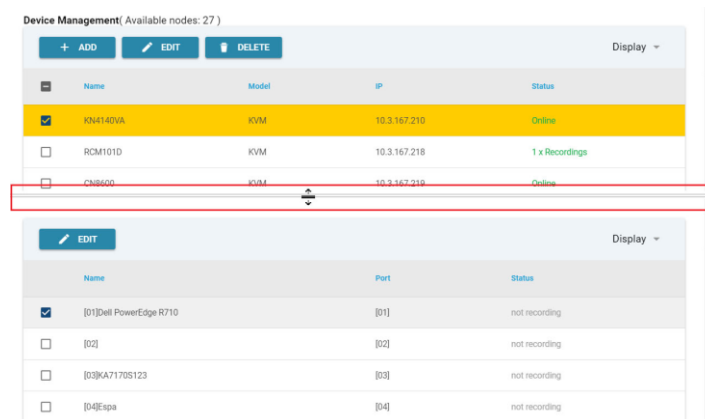 Device Management( Available nodes: 27 )
+ ADD EDIT DELETE Display
Name Model IP Status
KN4140VA KVM 10.3.167.210 Online
RCM101D KVM 10.3.167.218 1 x Recordings
CN8600 KVM 10.3.167.219 Online
EDIT Display
Name Port Status
[01]Dell PowerEdge R710 [01] not recording
[02] [02] not recording
[03]KA7170S123 [03] not recording
[04]Espa [04] not recording